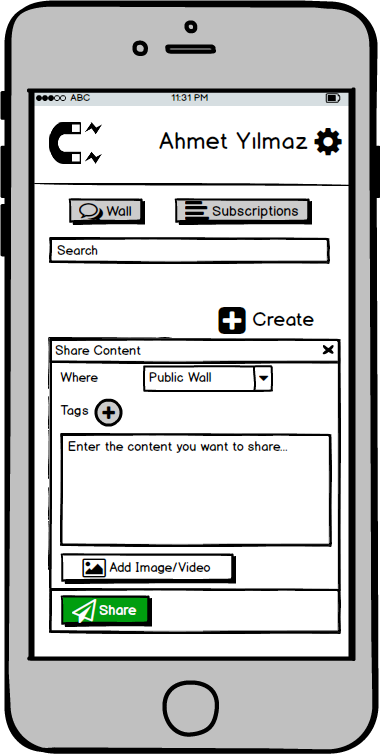 ABC 11:31 PM
Ahmet Yılmaz
Wall Subscriptions
Search
Create
Share Content
Where Public Wall
Tags
Enter the content you want to share...
Add Image/Video
Share